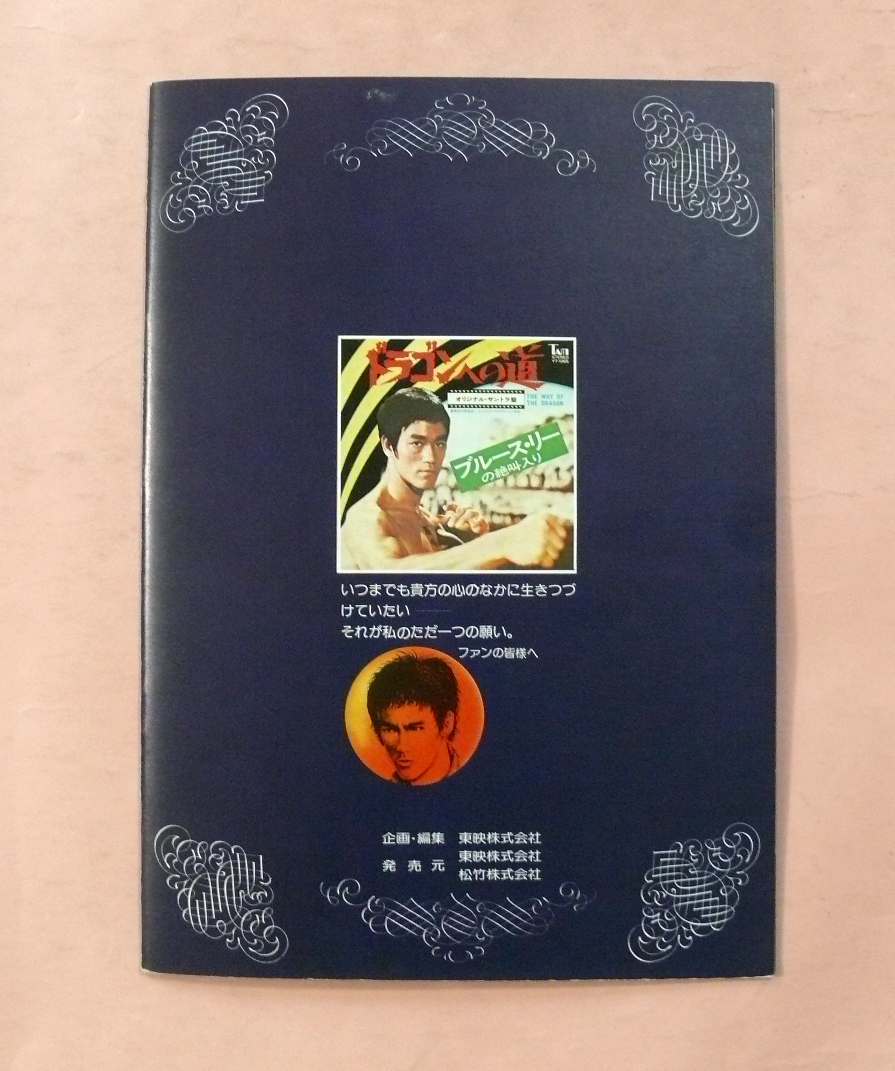 ドラゴンへの道
TAM
オリジナル・サントラ盤
THE WAY OF
THE DRAGON
ブルース・リー
の絶叫入り
いつまでも貴方の心のなかに生きつづ
けていたい——
それが私のただ一つの願い。
ファンの皆様へ
企画・編集 東映株式会社
発売元 東映株式会社
松竹株式会社